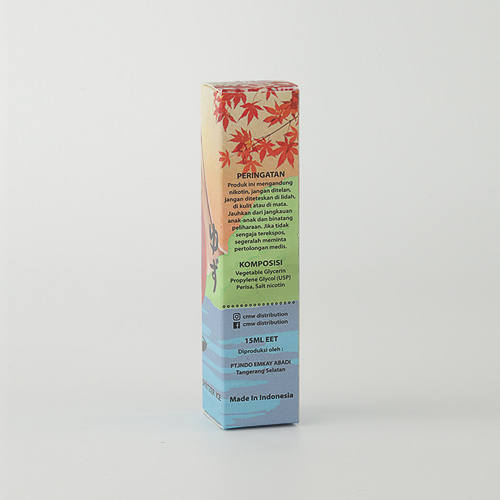 PERINGATAN
Produk ini mengandung
nikotin, jangan ditelan,
jangan diteteskan di lidah,
di kulit atau di mata.
Jauhkan dari jangkauan
anak-anak dan binatang
peliharaan. Jika tidak
sengaja terekspos,
segeralah meminta
pertolongan medis.
KOMPOSISI
Vegetable Glycerin
Propylene Glycol (USP)
Perisa, Salt nicotin
cmw distribution
cmw distribution
15ML EET
Diproduksi oleh :
PT.INDO EMKAY ABADI
Tangerang Selatan
Made In Indonesia
ゆず
ICE